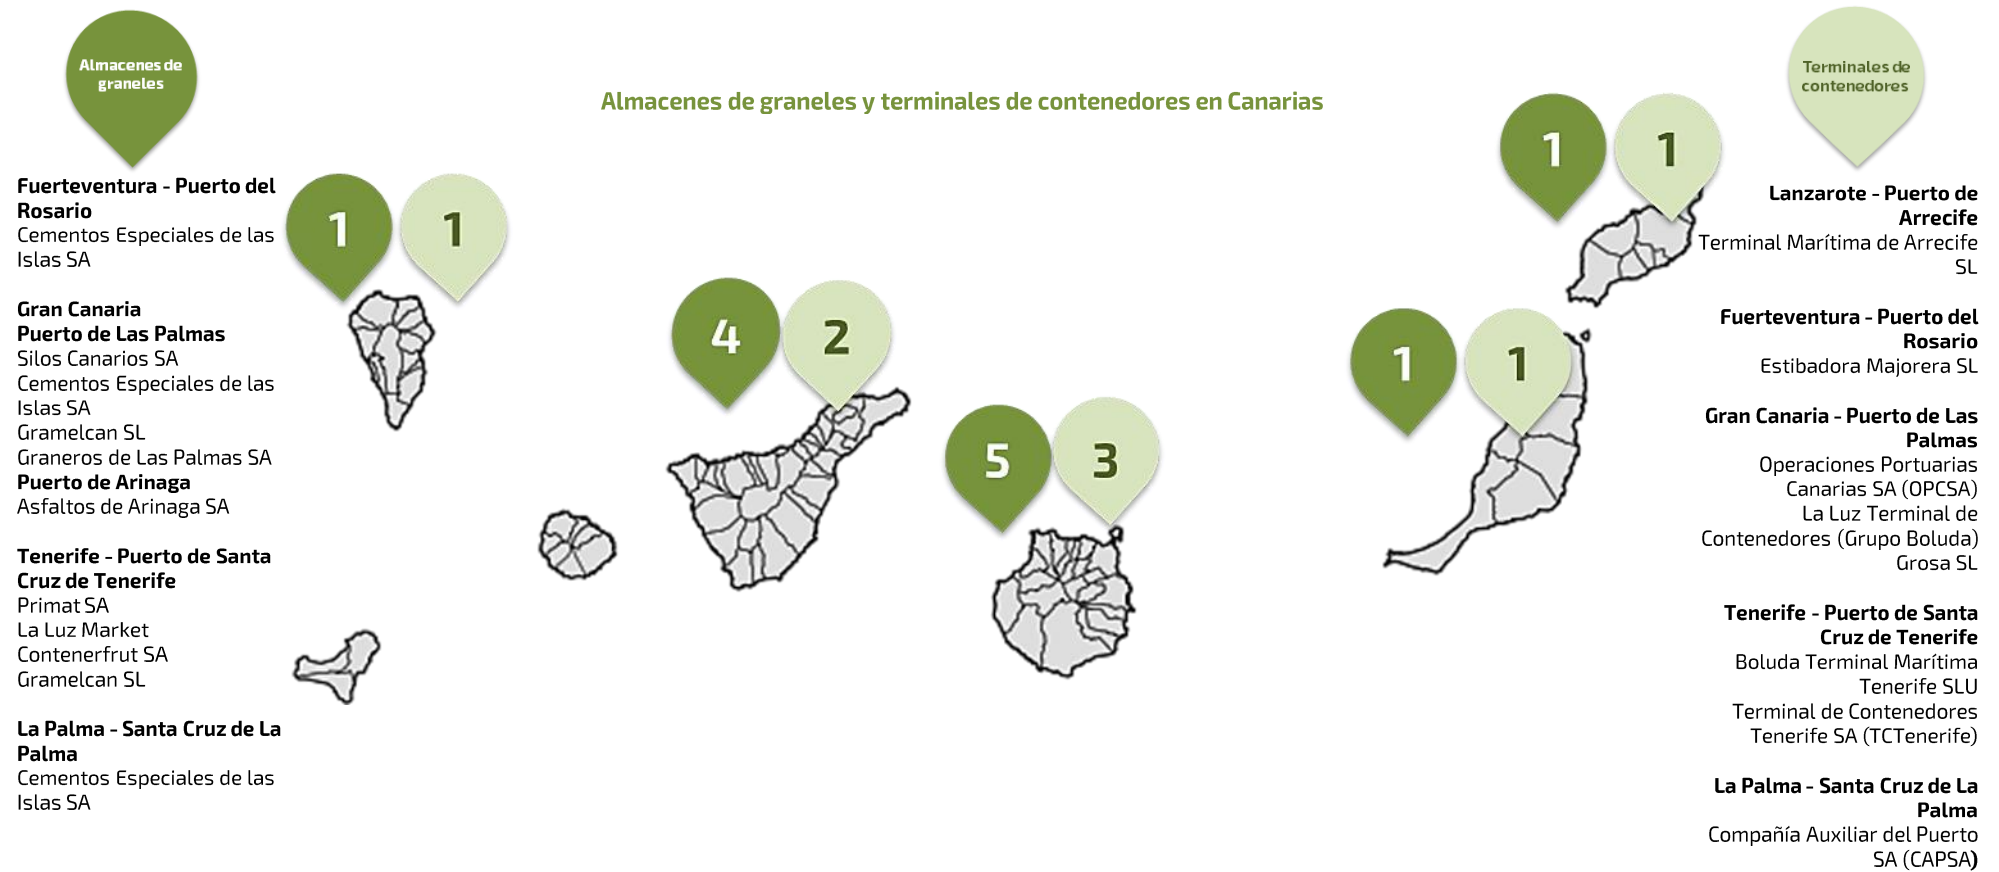 Almacenes de
graneles
Fuerteventura - Puerto del
Rosario
Cementos Especiales de las
Islas SA
Gran Canaria
Puerto de Las Palmas
Silos Canarios SA
Cementos Especiales de las
Islas SA
Gramelcan SL
Graneros de Las Palmas SA
Puerto de Arinaga
Asfaltos de Arinaga SA
Tenerife - Puerto de Santa
Cruz de Tenerife
Primat SA
La Luz Market
Contenerfrut SA
Gramelcan SL
La Palma - Santa Cruz de La
Palma
Cementos Especiales de las
Islas SA
Almacenes de graneles y terminales de contenedores en Canarias
1
1
4
2
5
3
1
1
1
1
Terminales de
contenedores
Lanzarote - Puerto de
Arrecife
Terminal Marítima de Arrecife
SL
Fuerteventura - Puerto del
Rosario
Estibadora Majorera SL
Gran Canaria - Puerto de Las
Palmas
Operaciones Portuarias
Canarias SA (OPCSA)
La Luz Terminal de
Contenedores (Grupo Boluda)
Grosa SL
Tenerife - Puerto de Santa
Cruz de Tenerife
Boluda Terminal Marítima
Tenerife SLU
Terminal de Contenedores
Tenerife SA (TCTenerife)
La Palma - Santa Cruz de La
Palma
Compañía Auxiliar del Puerto
SA (CAPSA)